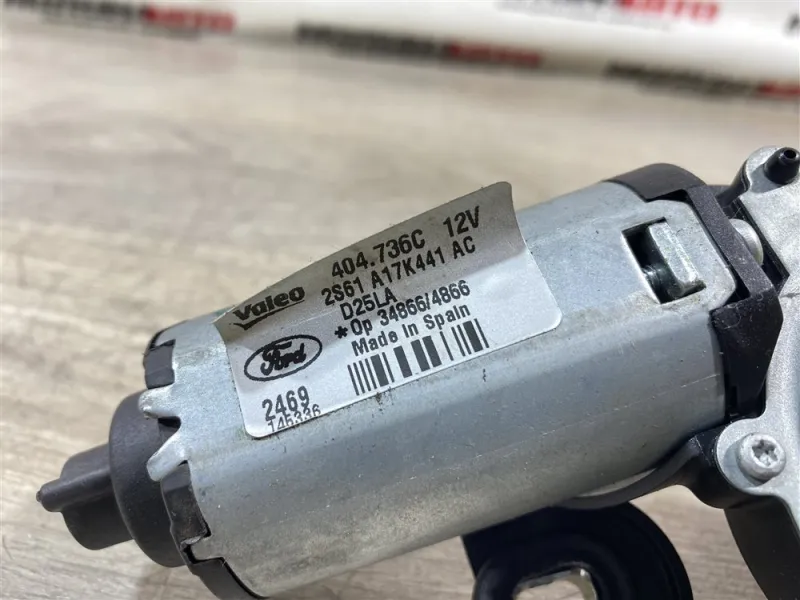 Valeo 404.736C 12V
2S61 A17K441 AC
D25LA
*Op 34866/4866
Made in Spain
Ford
2469